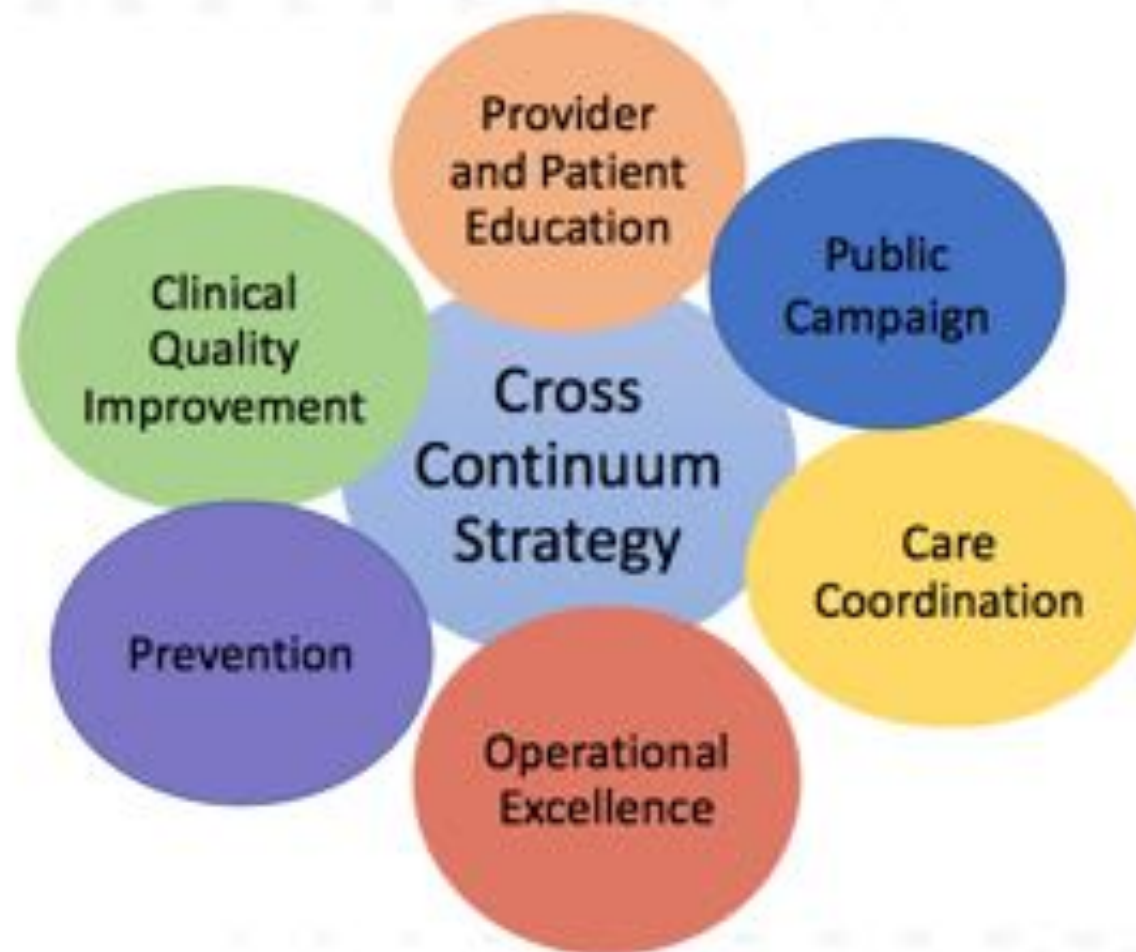 Provider
and Patient
Education
Public
Campaign
Care
Coordination
Operational
Excellence
Prevention
Clinical
Quality
Improvement
Cross
Continuum
Strategy